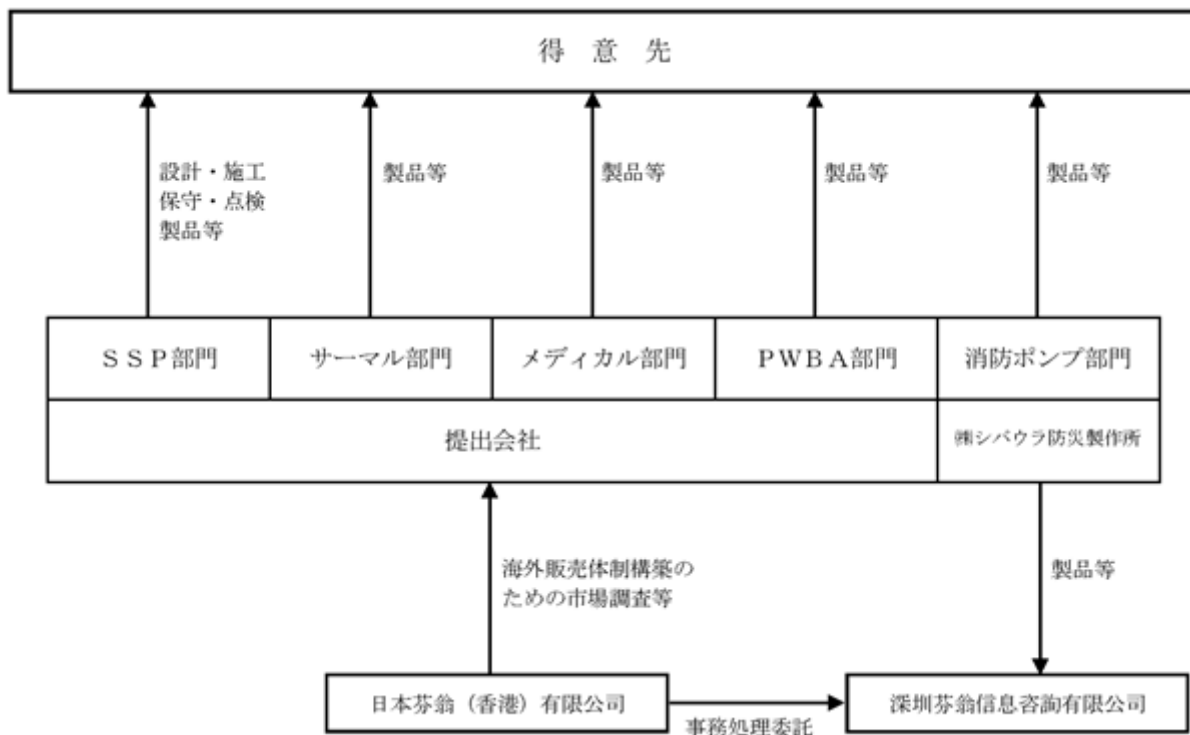 得意先
設計・施工
保守・点検
製品等
製品等
製品等
製品等
製品等
ＳＳＰ部門
サーマル部門
メディカル部門
ＰＷＢＡ部門
消防ポンプ部門
提出会社
㈱シバウラ防災製作所
海外販売体制構築の
ための市場調査等
製品等
日本芬翁（香港）有限公司
事務処理委託
深圳芬翁信息咨詢有限公司